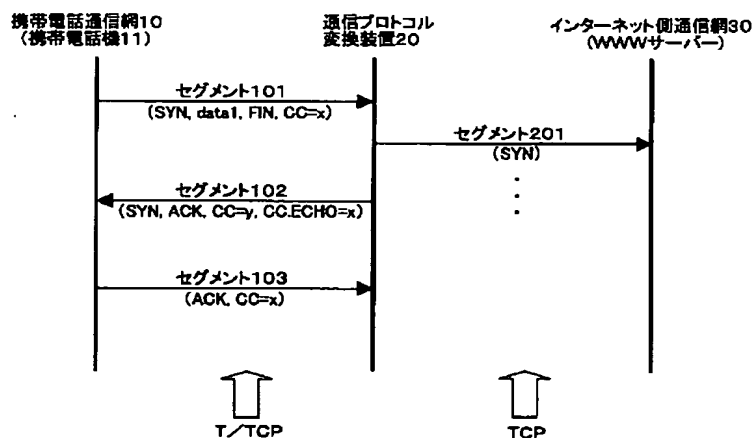 携帯電話通信網10
(携帯電話機11)
通信プロトコル
変換装置20
インターネット側通信網30
(WWWサーバー)
セグメント101
(SYN, data1, FIN, CC=x)
セグメント201
(SYN)
セグメント102
(SYN, ACK, CC=y, CC.ECHO=x)
セグメント103
(ACK, CC=x)
T/TCP
TCP